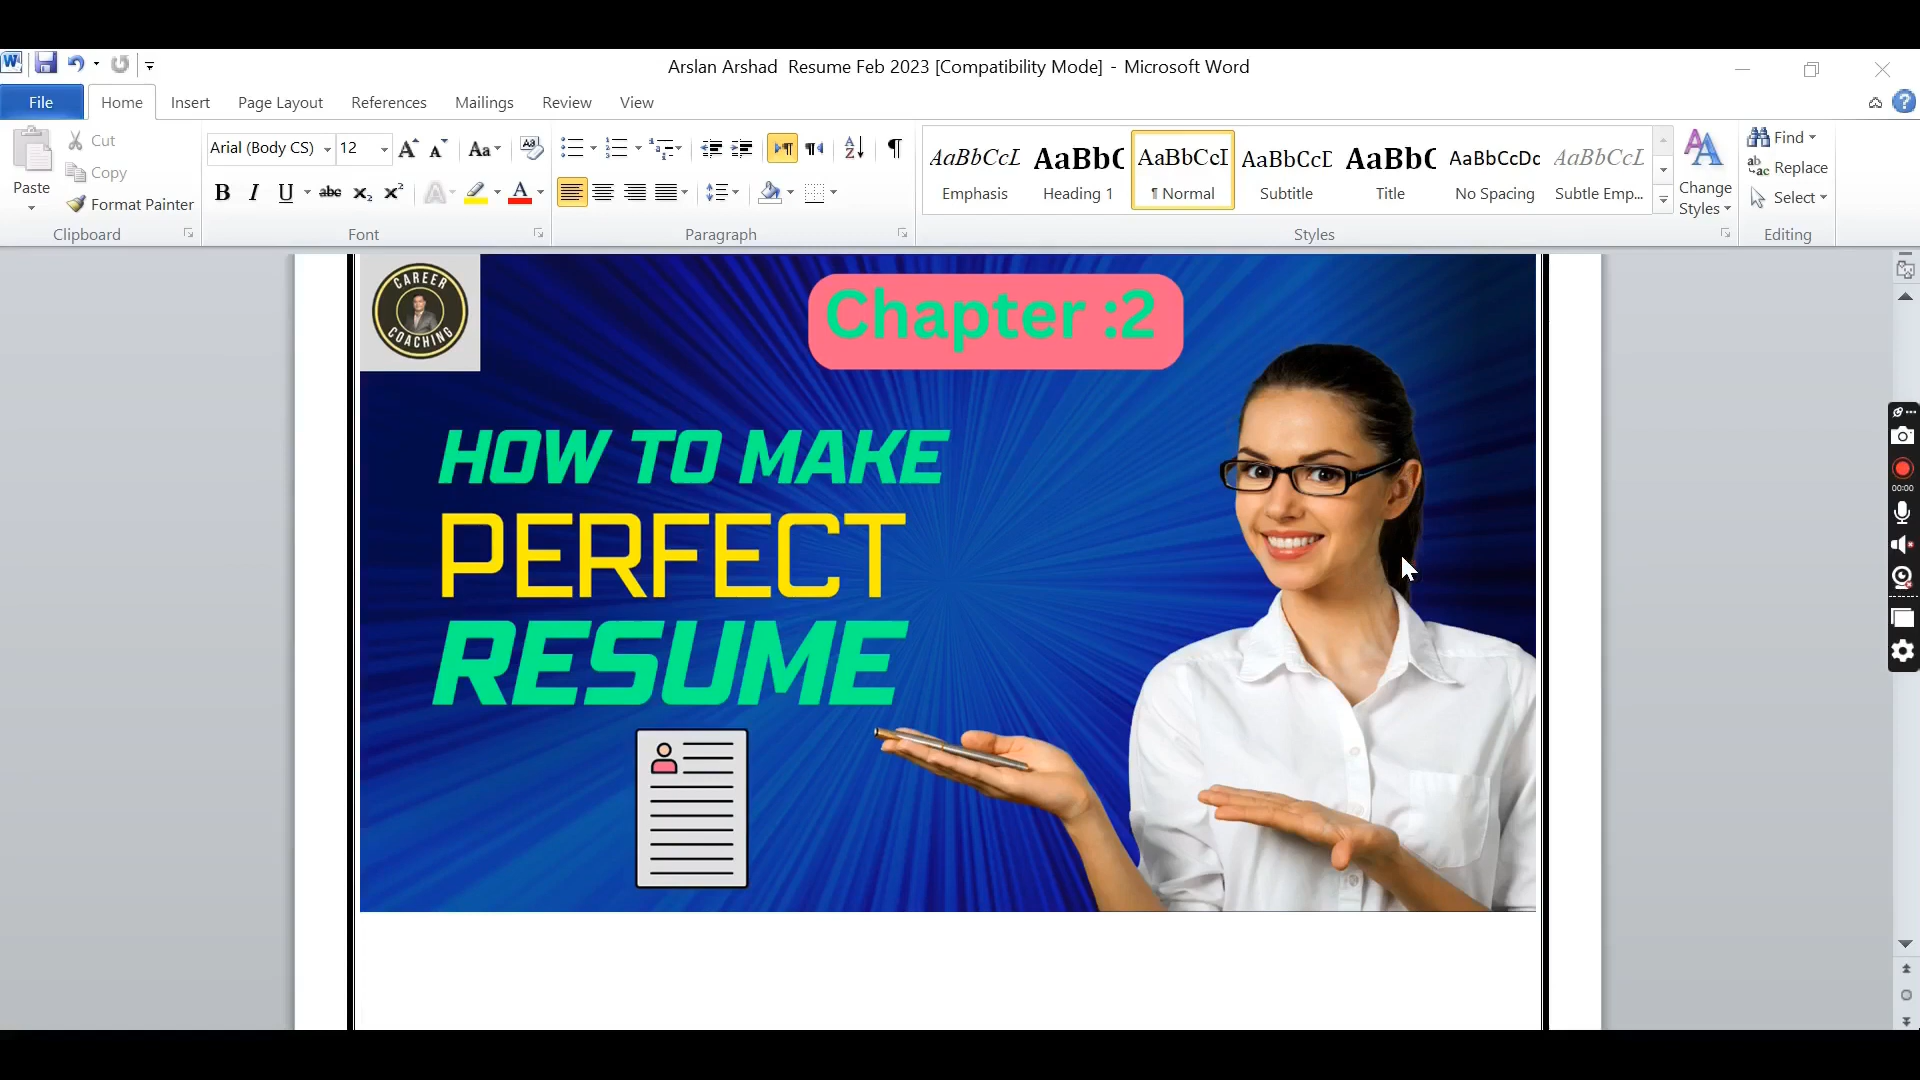 Arslan Arshad  Resume Feb 2023 [Compatibility Mode] - Microsoft Word
File Home Insert Page Layout References Mailings Review View
Paste
Cut
Copy
Format Painter
Clipboard
Arial (Body CS) 12
Font
Paragraph
AaBbCcL AaBbC AaBbCcI AaBbCcD AaBbC AaBbCcDc AaBbCcL
Emphasis Heading 1 ¶ Normal Subtitle Title No Spacing Subtle Emp...
Change
Styles
Styles
Find
Replace
Select
Editing
CAREER
COACHING
Chapter :2
HOW TO MAKE
PERFECT
RESUME
00:00